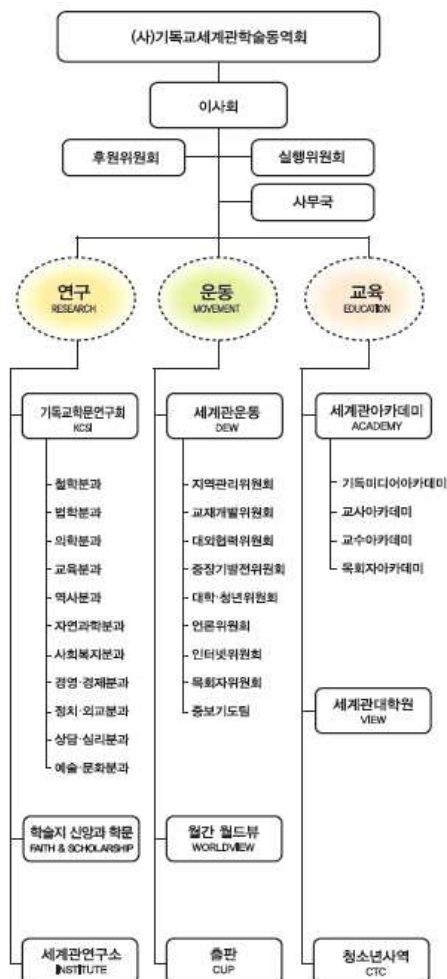 (사)기독교세계관학술동역회
이사회
후원위원회
실행위원회
사무국
연구
RESEARCH
운동
MOVEMENT
교육
EDUCATION
기독교학문연구회
KCSI
철학분과
법학분과
의학분과
교육분과
역사분과
자연과학분과
사회복지분과
경영·경제분과
정치·외교분과
상담·심리분과
예술·문화분과
학술지 신앙과 학문
FAITH & SCHOLARSHIP
세계관연구소
INSTITUTE
세계관운동
DEW
지역관리위원회
교재개발위원회
대외협력위원회
중장기발전위원회
대학·청년위원회
언론위원회
인터넷위원회
목회자위원회
중보기도팀
월간 월드뷰
WORLDVIEW
출판
CUP
세계관아카데미
ACADEMY
기독미디어아카데미
교사아카데미
교수아카데미
목회자아카데미
세계관대학원
VIEW
청소년사역
CTC